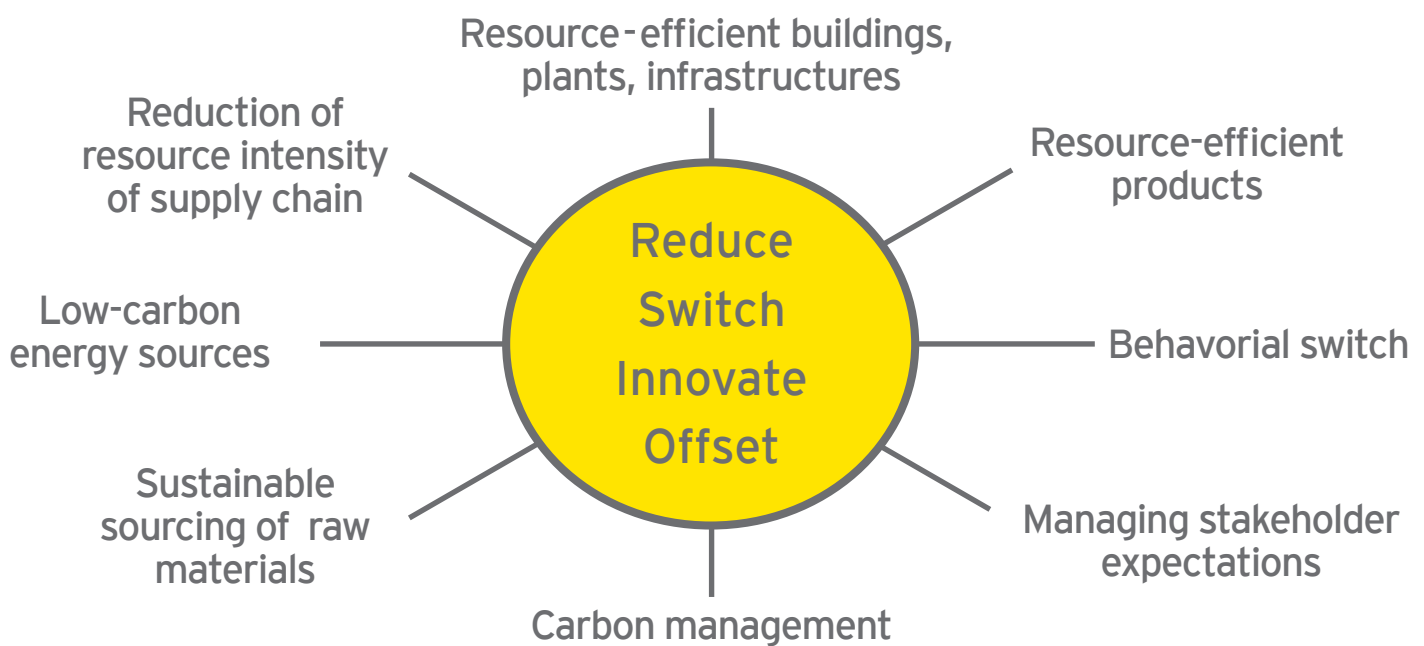 Resource-efficient buildings,
plants, infrastructures
Reduction of
resource intensity
of supply chain
Resource-efficient
products
Reduce
Switch
Innovate
Offset
Low-carbon
energy sources
Behavorial switch
Sustainable
sourcing of raw
materials
Managing stakeholder
expectations
Carbon management